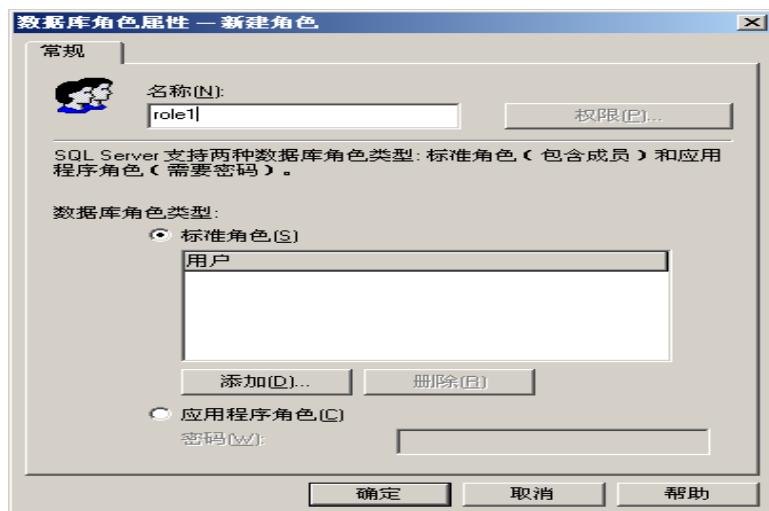 数据库角色属性 — 新建角色
常规
名称(N):
role1
权限(P)...
SQL Server 支持两种数据库角色类型: 标准角色（包含成员）和应用
程序角色（需要密码）。
数据库角色类型:
标准角色(S)
用户
添加(D)...
删除(R)
应用程序角色(C)
密码(W):
确定
取消
帮助